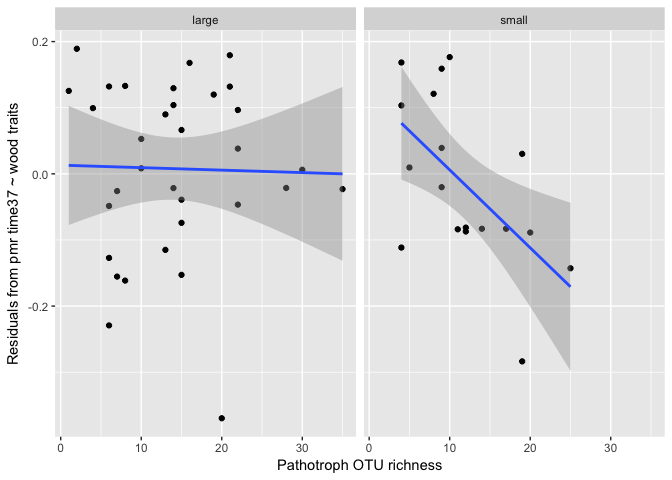 large small
0.2
0.0
-0.2
Residuals from pmr time37 ~ wood traits
0 10 20 30 0 10 20 30
Pathotroph OTU richness